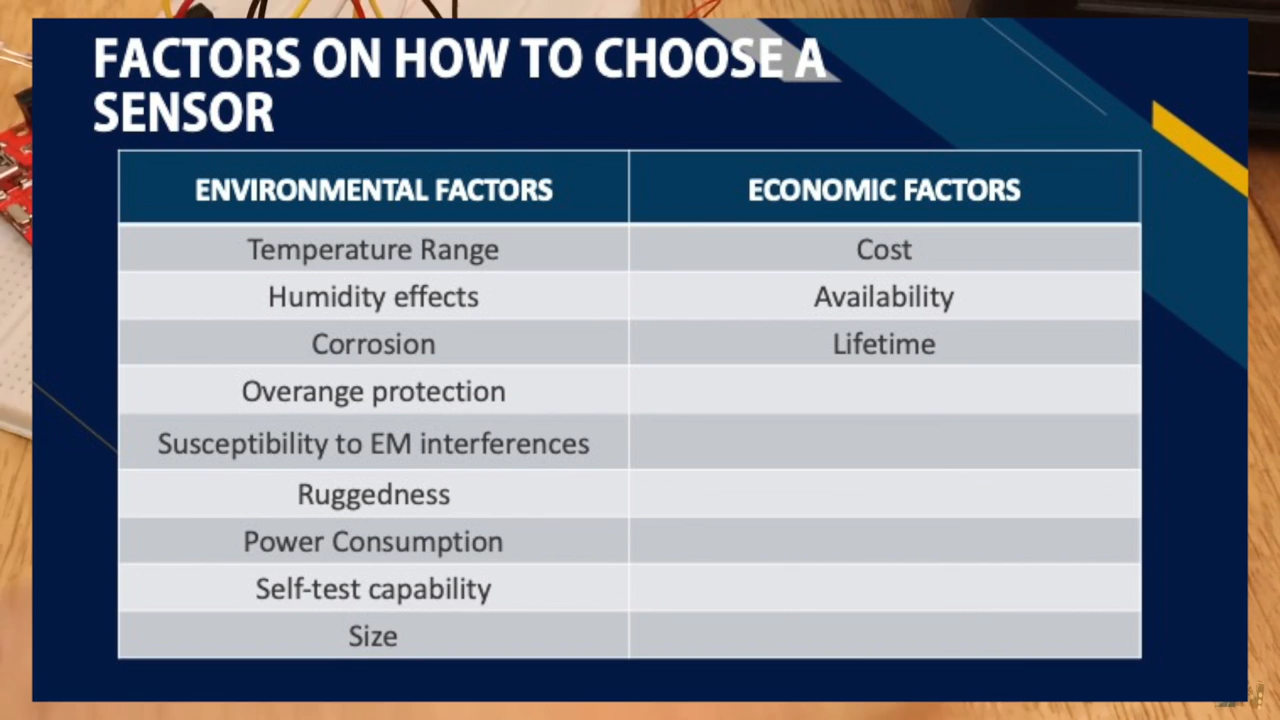 FACTORS ON HOW TO CHOOSE A
SENSOR
ENVIRONMENTAL FACTORS ECONOMIC FACTORS
Temperature Range Cost
Humidity effects Availability
Corrosion Lifetime
Overange protection
Susceptibility to EM interferences
Ruggedness
Power Consumption
Self-test capability
Size